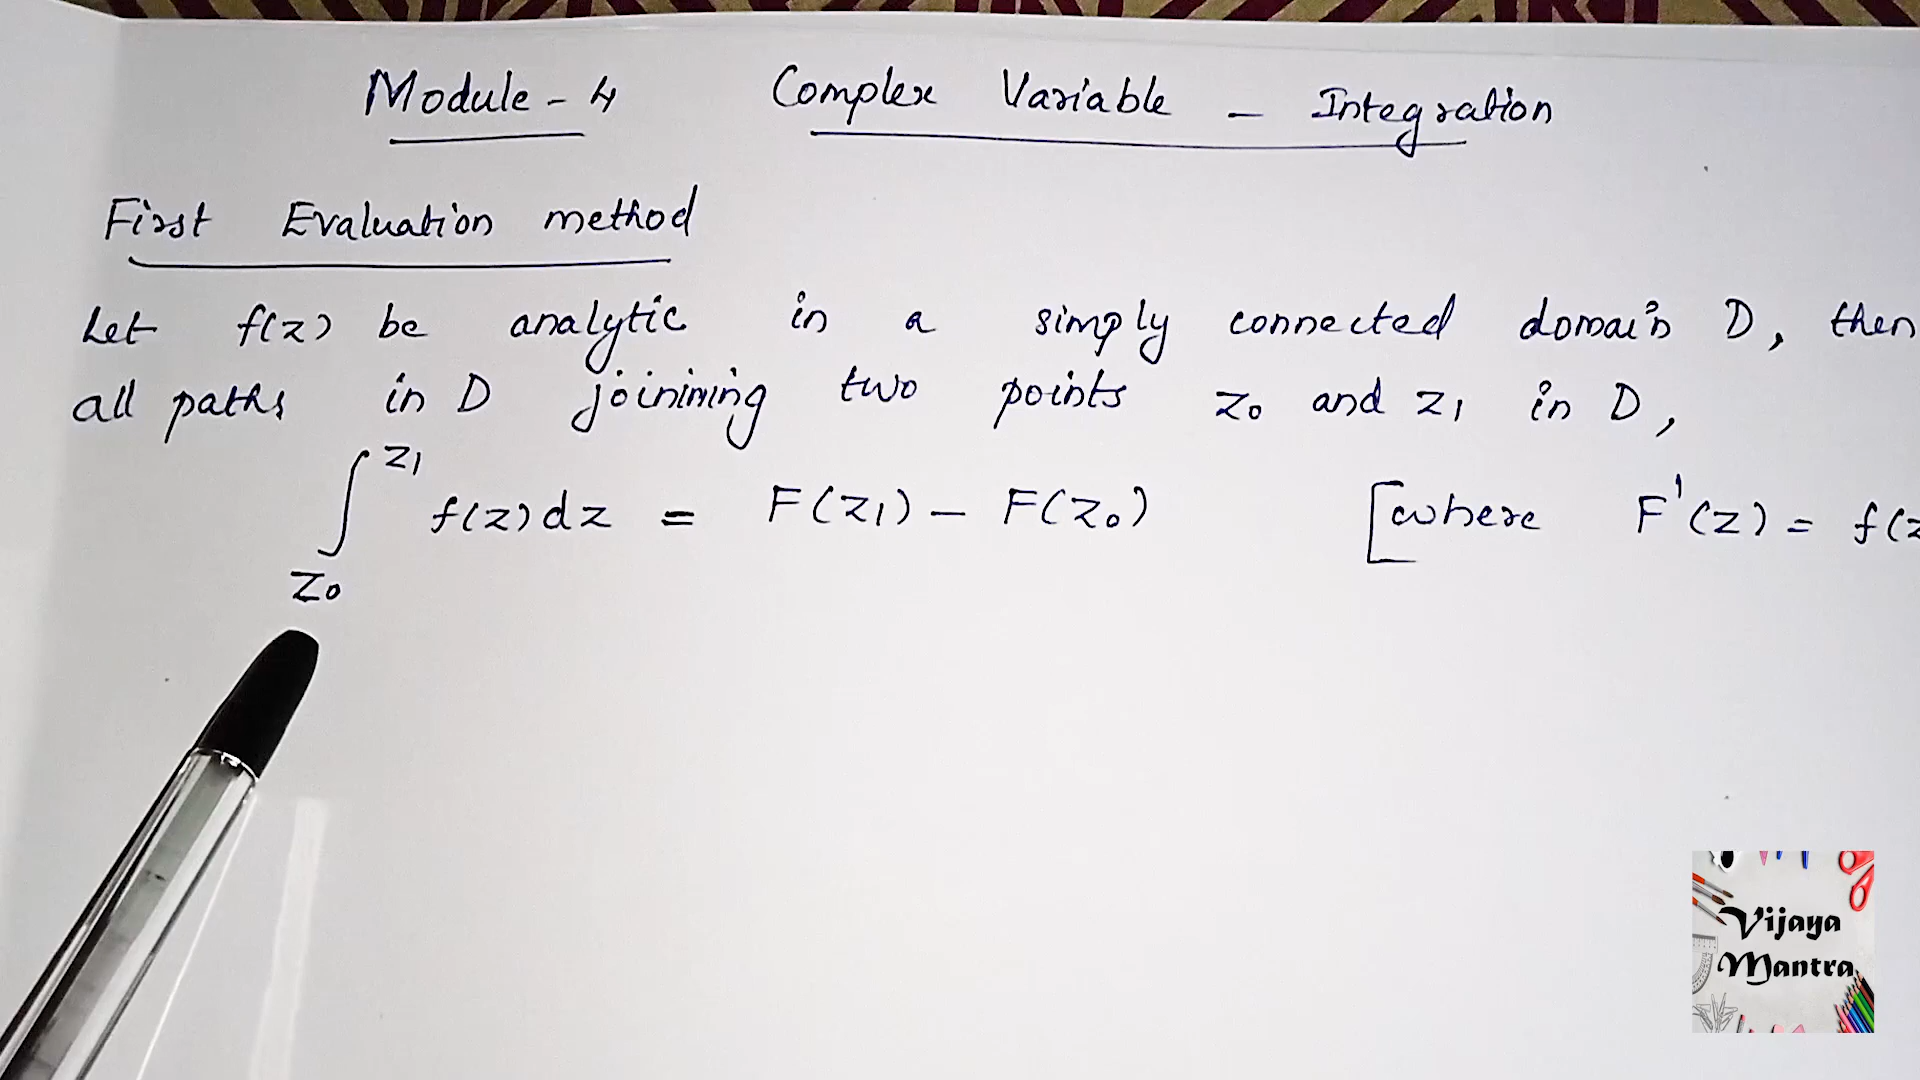 Module - 4 Complex Variable - Integration
First Evaluation method
Let f(z) be analytic in a simply connected domain D, then
all paths in D joinining two points z₀ and z₁ in D,
∫_{z₀}^{z₁} f(z) dz = F(z₁) - F(z₀) [where F'(z) = f(z
Vijaya
Mantra